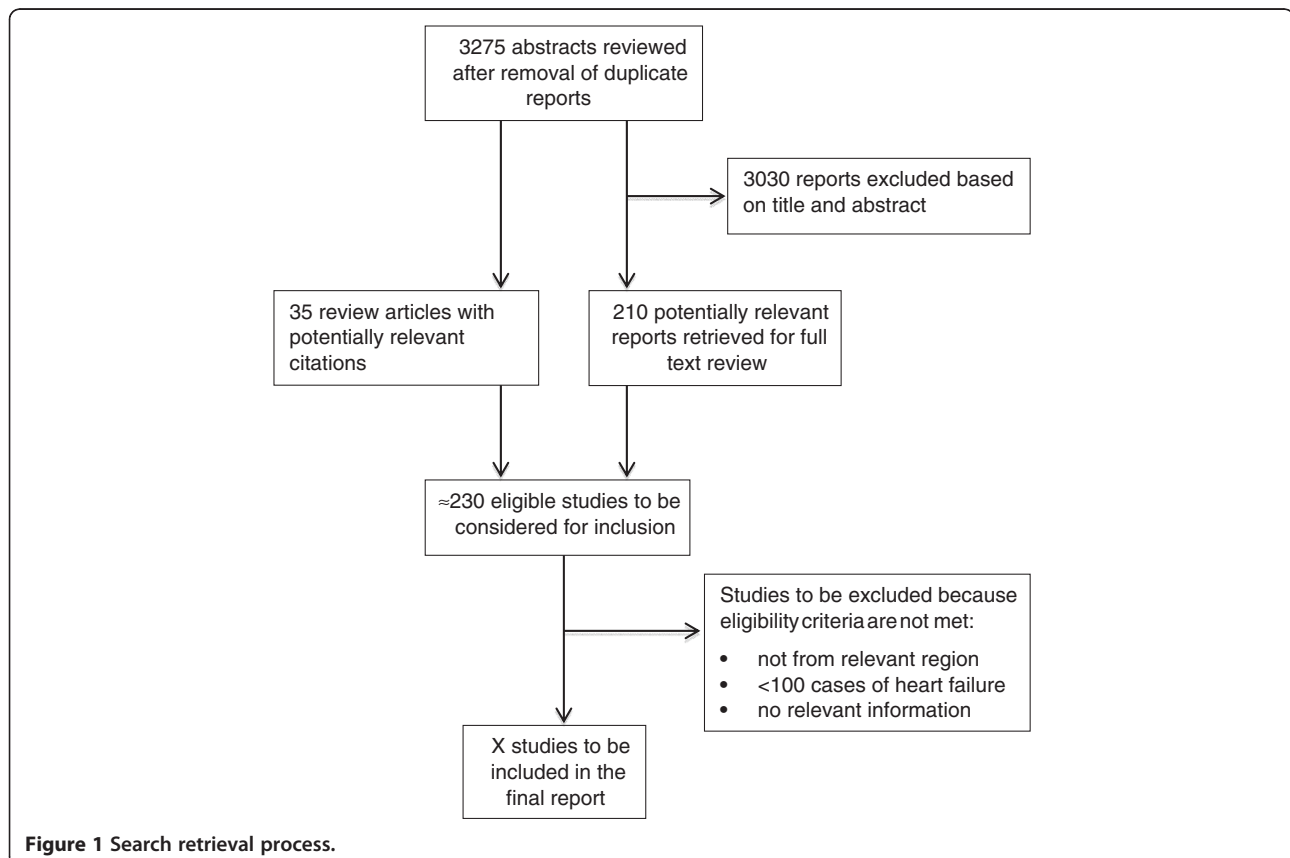 3275 abstracts reviewed
after removal of duplicate
reports
3030 reports excluded based
on title and abstract
35 review articles with
potentially relevant
citations
210 potentially relevant
reports retrieved for full
text review
≈230 eligible studies to be
considered for inclusion
Studies to be excluded because
eligibility criteria are not met:
• not from relevant region
• <100 cases of heart failure
• no relevant information
X studies to be
included in the
final report
Figure 1 Search retrieval process.